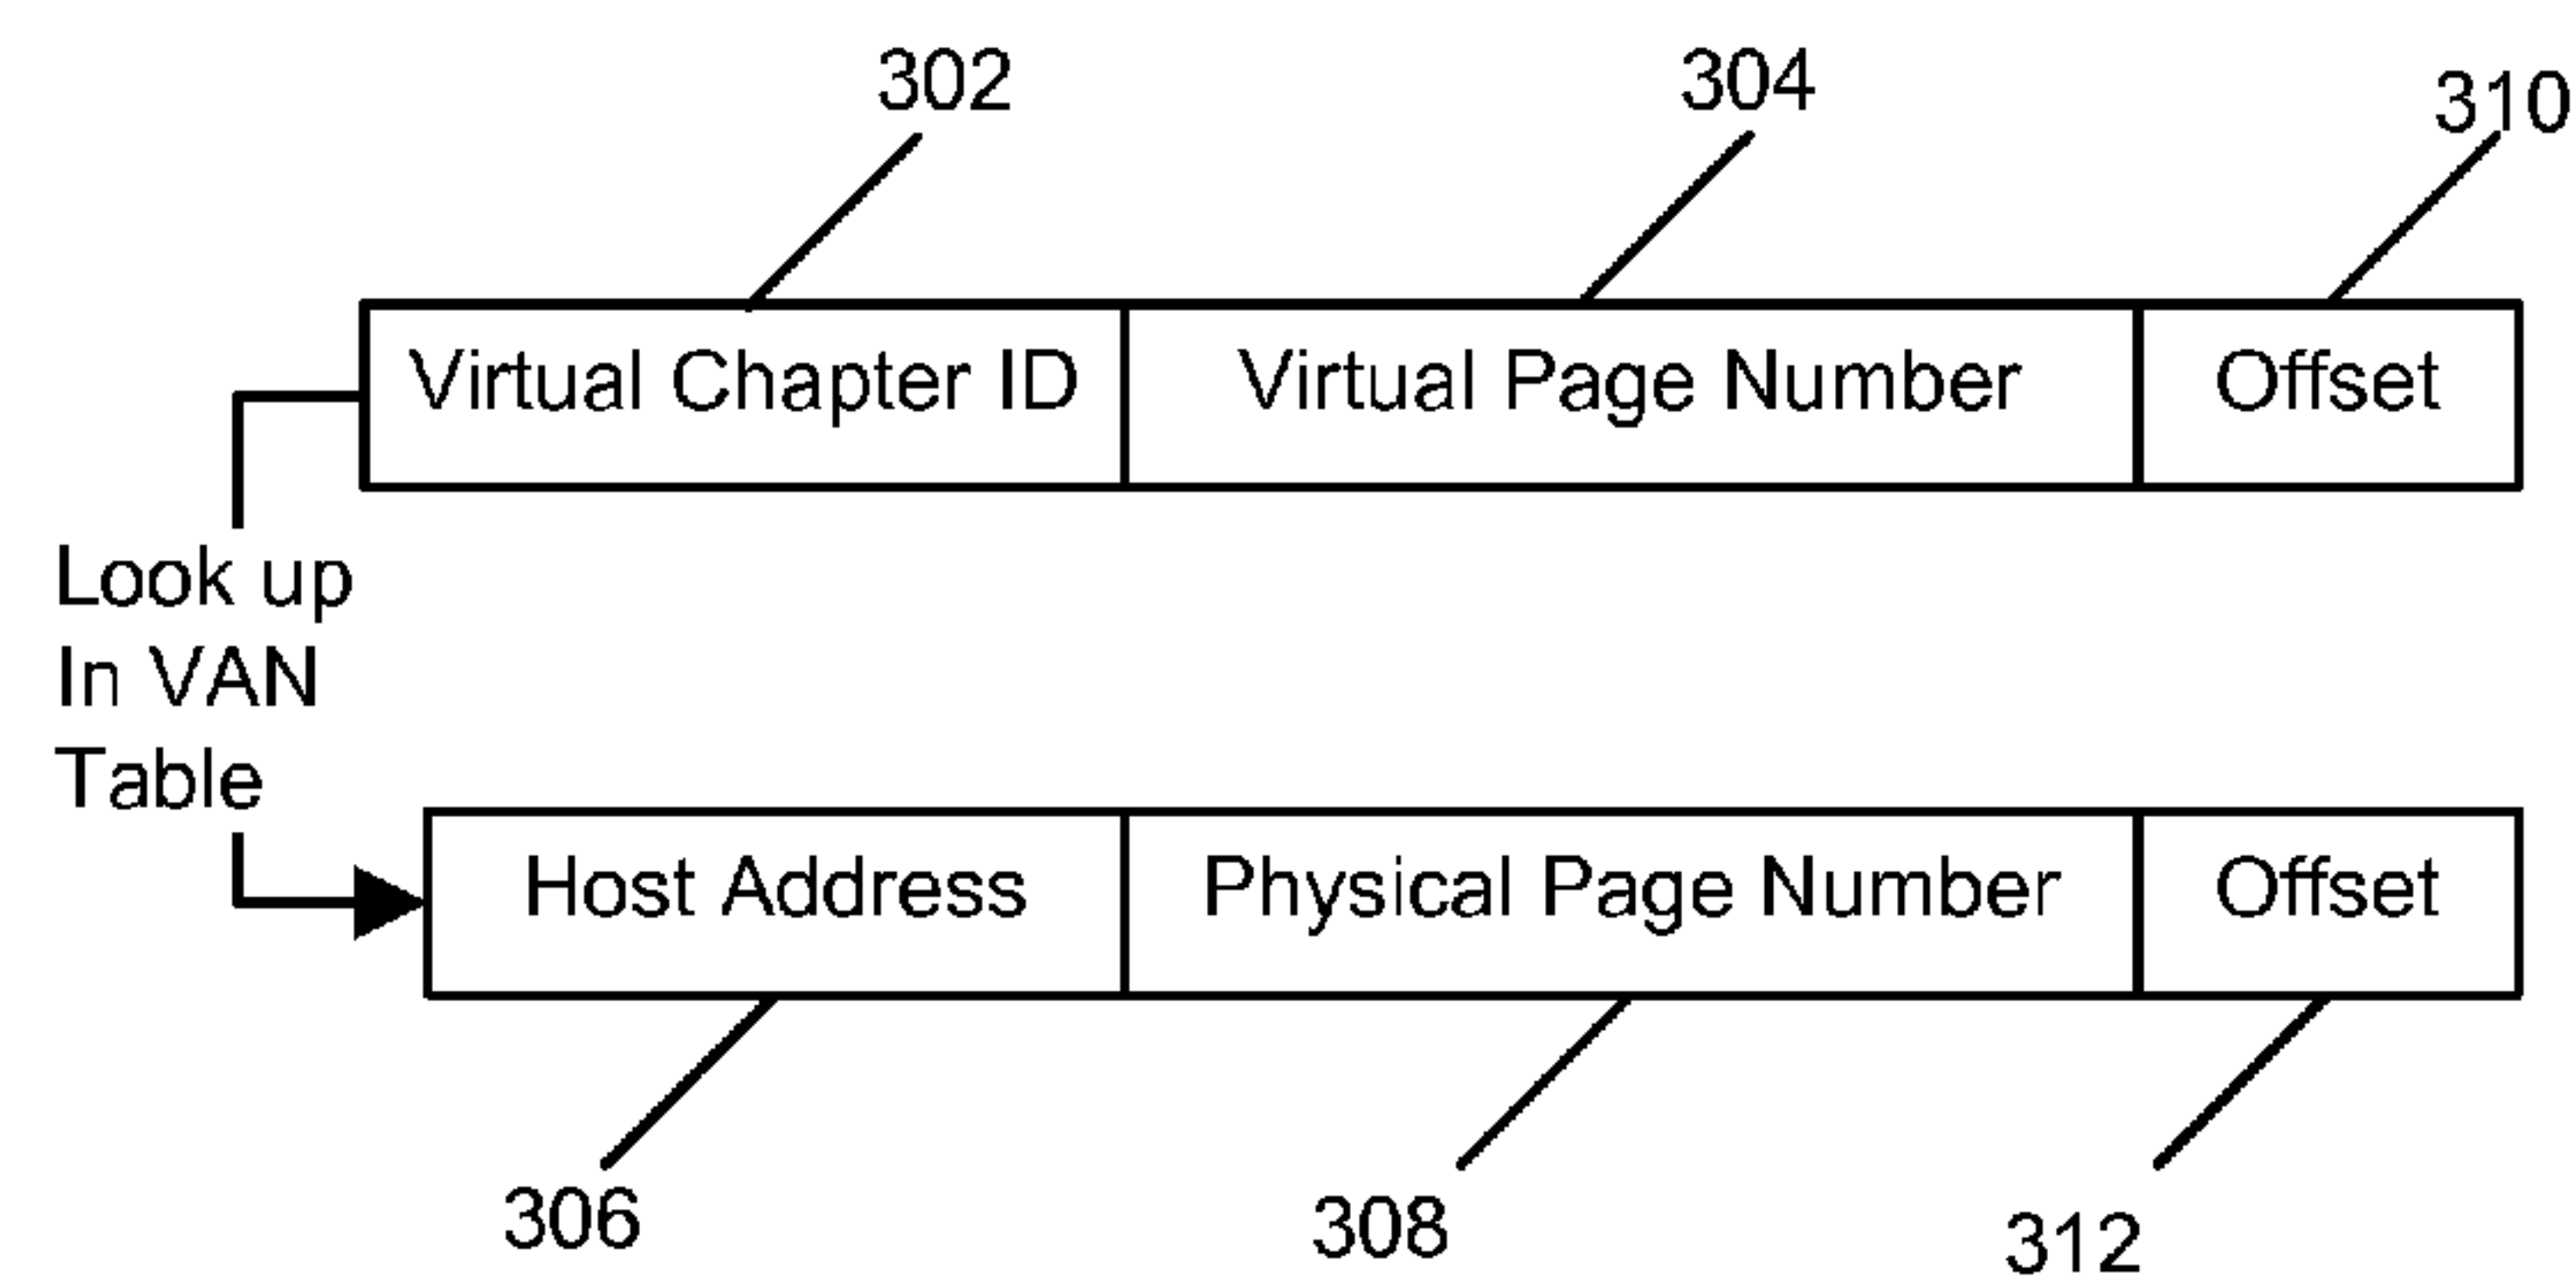 302
304
310
Virtual Chapter ID
Virtual Page Number
Offset
Look up
In VAN
Table
Host Address
Physical Page Number
Offset
306
308
312